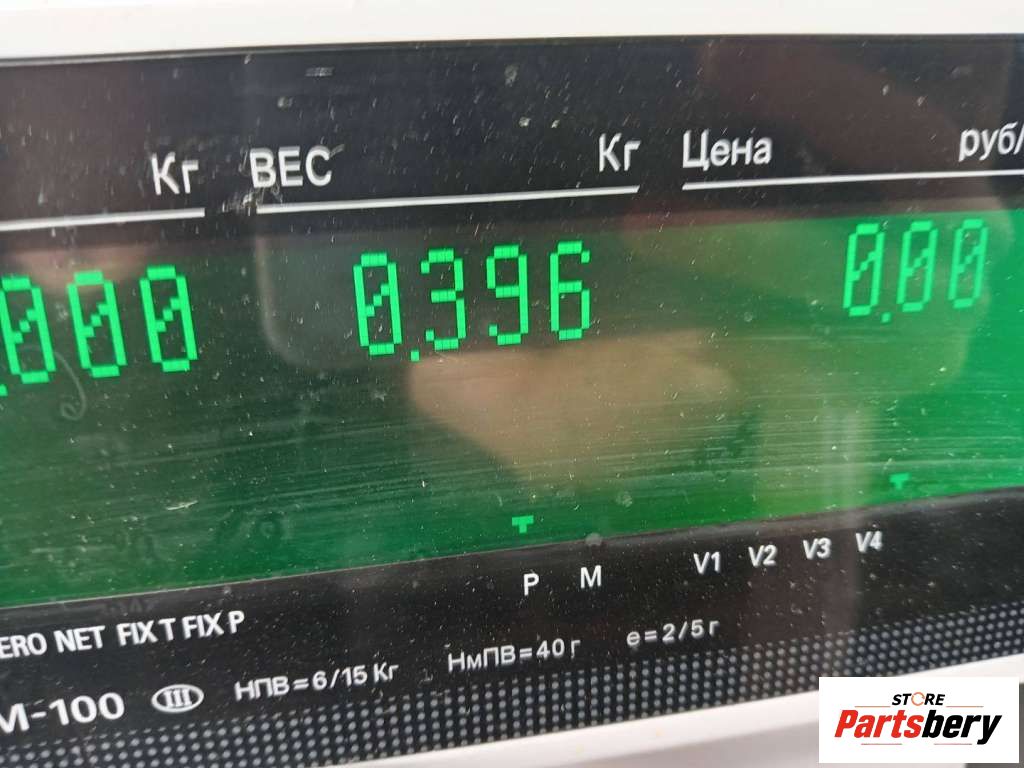 Кг ВЕС Кг Цена руб/
.000 0.396 0.00
P M V1 V2 V3 V4
ERO NET FIX T FIX P
М-100 III НПВ=6/15 Кг НмПВ=40 г e=2/5 г
STORE
Partsbery